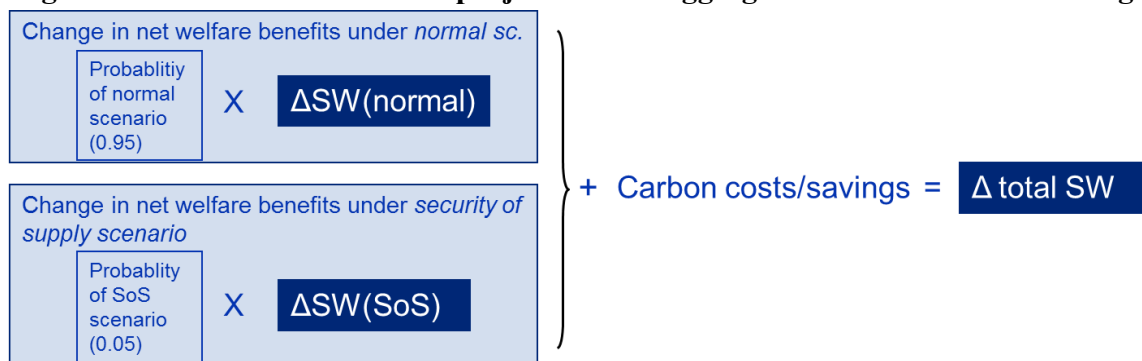 Change in net welfare benefits under normal sc.
Probablitiy
of normal
scenario
(0.95)
X
ΔSW(normal)
Change in net welfare benefits under security of
supply scenario
Probablity
of SoS
scenario
(0.05)
X
ΔSW(SoS)
+ Carbon costs/savings = Δ total SW